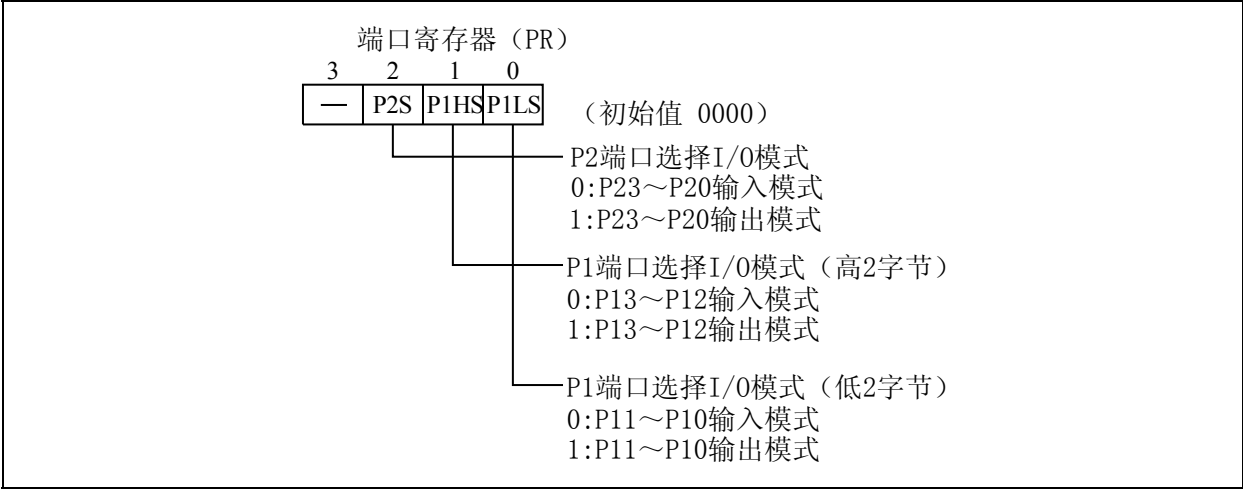 端口寄存器（PR）
3 2 1 0
— P2S P1HS P1LS （初始值 0000）
P2端口选择I/O模式
0:P23～P20输入模式
1:P23～P20输出模式
P1端口选择I/O模式（高2字节）
0:P13～P12输入模式
1:P13～P12输出模式
P1端口选择I/O模式（低2字节）
0:P11～P10输入模式
1:P11～P10输出模式